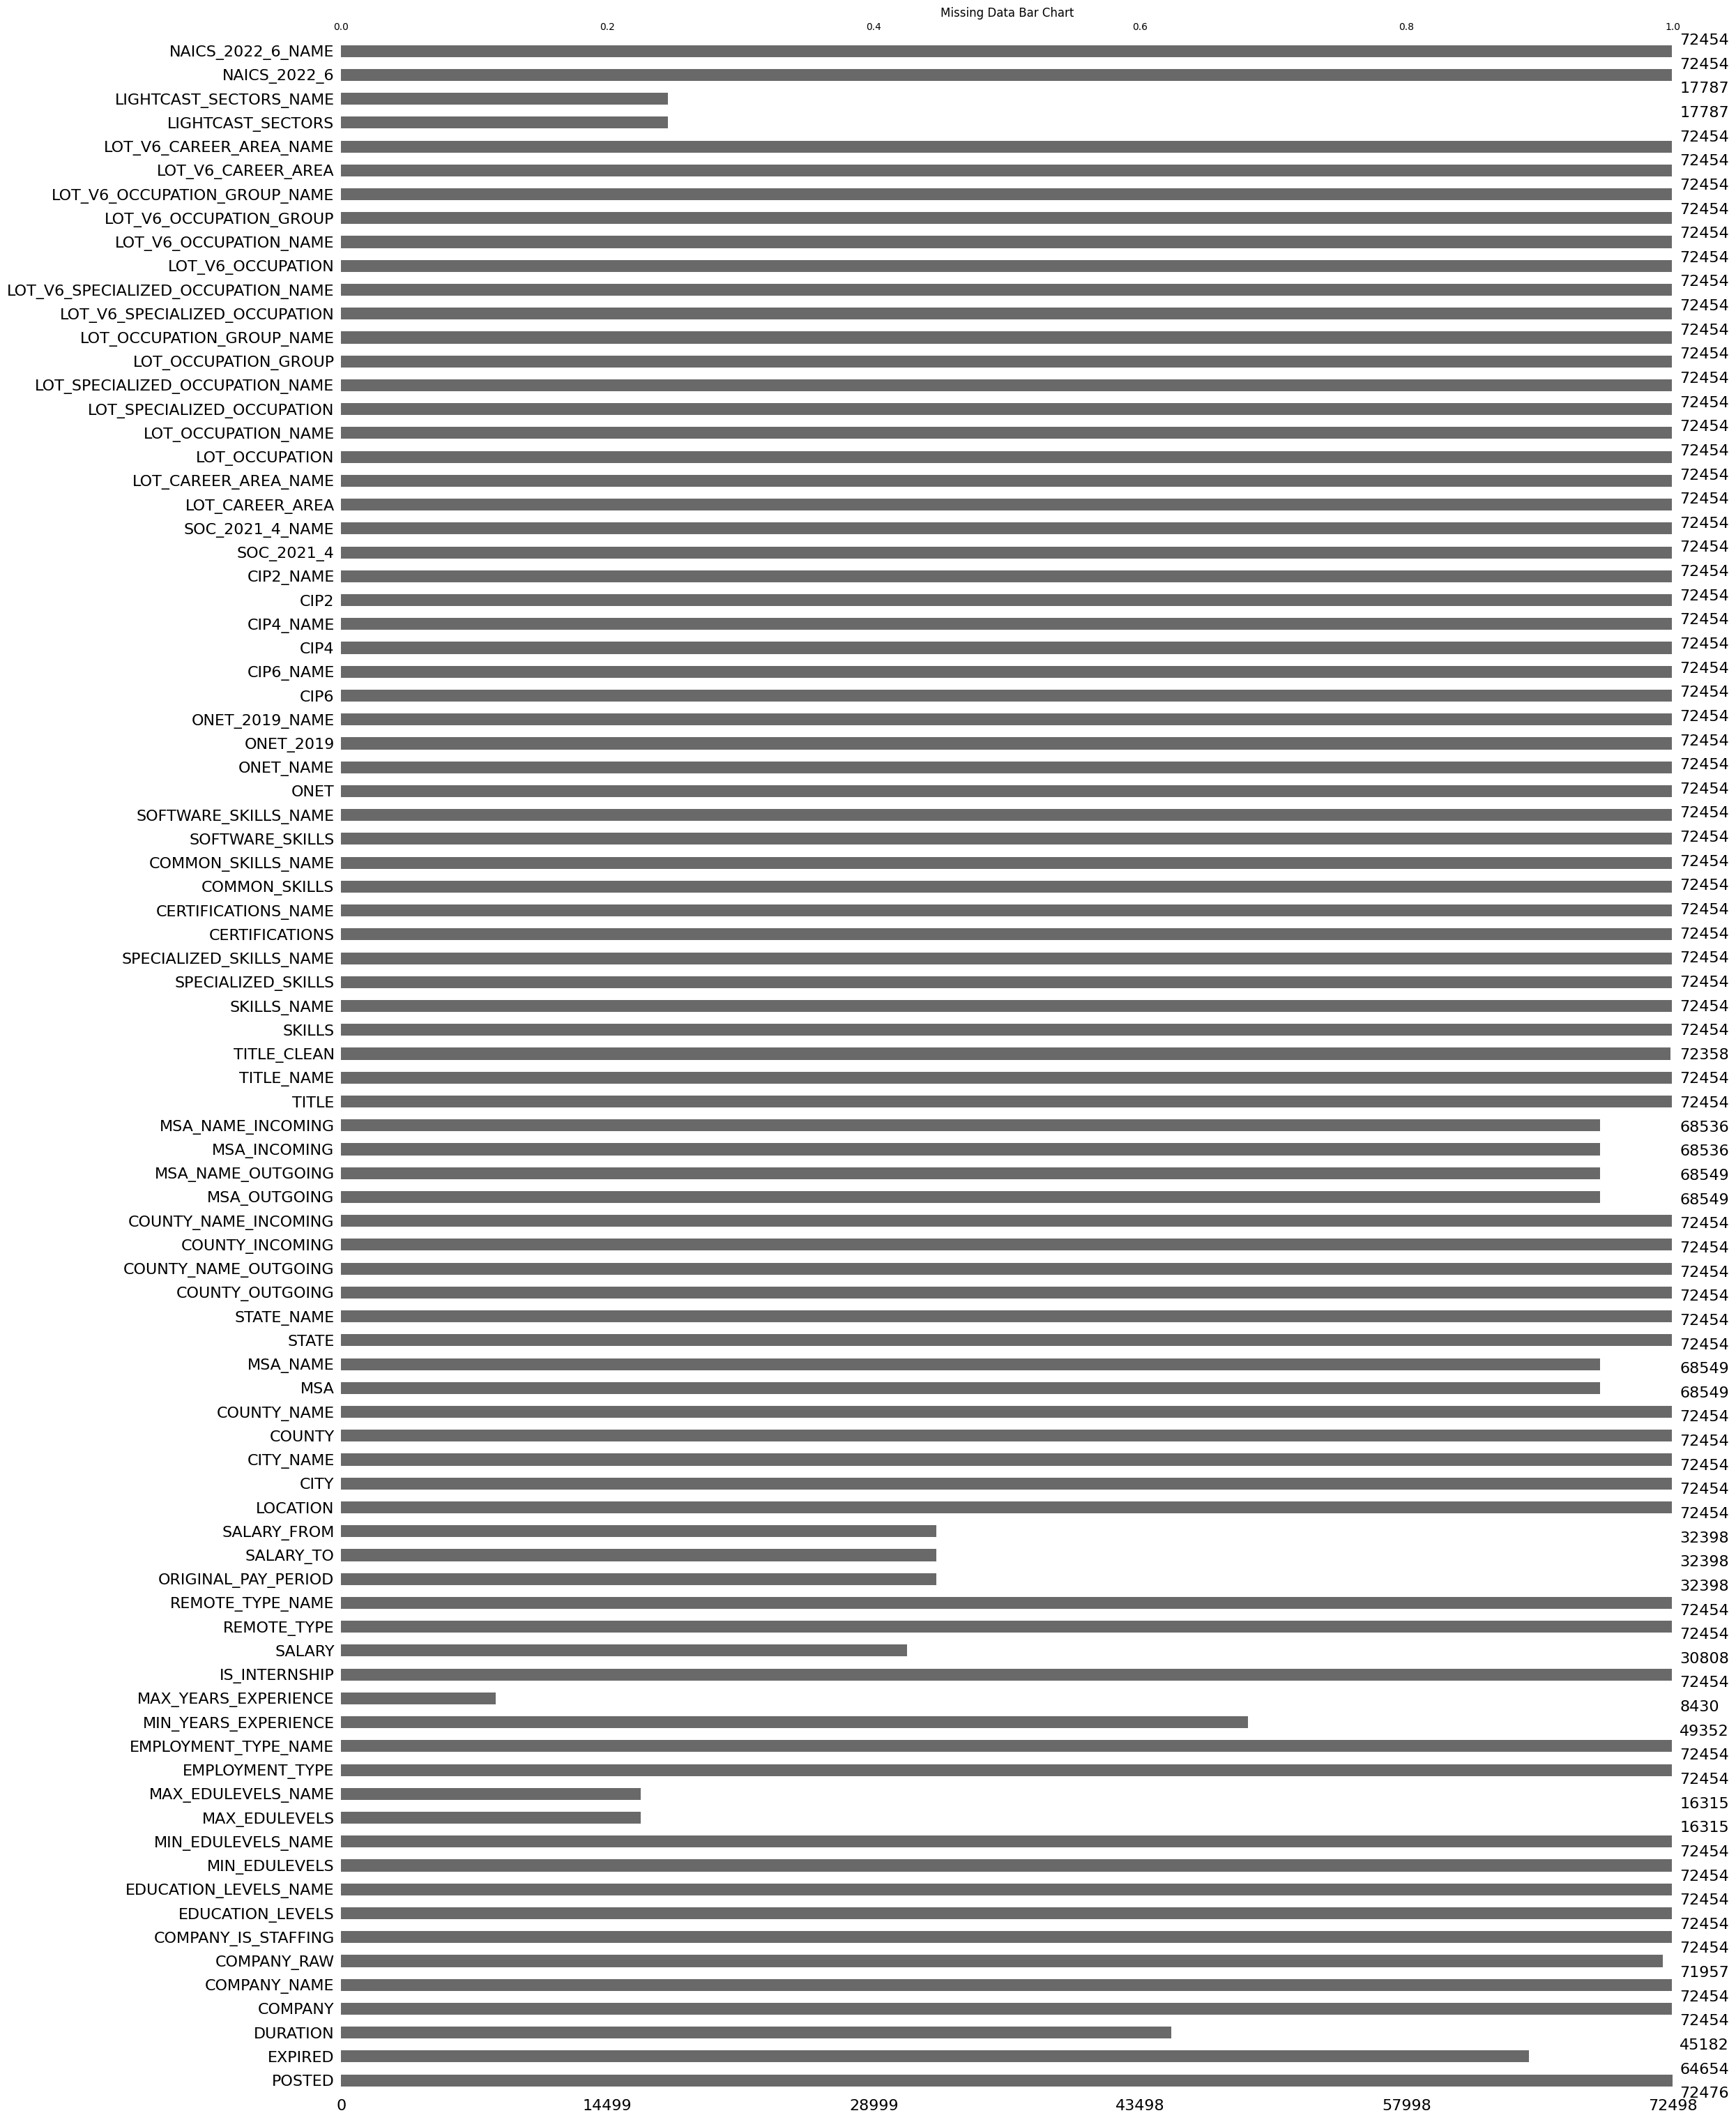 Missing Data Bar Chart
0.0 0.2 0.4 0.6 0.8 1.0
NAICS_2022_6_NAME 72454
NAICS_2022_6 72454
LIGHTCAST_SECTORS_NAME 17787
LIGHTCAST_SECTORS 17787
LOT_V6_CAREER_AREA_NAME 72454
LOT_V6_CAREER_AREA 72454
LOT_V6_OCCUPATION_GROUP_NAME 72454
LOT_V6_OCCUPATION_GROUP 72454
LOT_V6_OCCUPATION_NAME 72454
LOT_V6_OCCUPATION 72454
LOT_V6_SPECIALIZED_OCCUPATION_NAME 72454
LOT_V6_SPECIALIZED_OCCUPATION 72454
LOT_OCCUPATION_GROUP_NAME 72454
LOT_OCCUPATION_GROUP 72454
LOT_SPECIALIZED_OCCUPATION_NAME 72454
LOT_SPECIALIZED_OCCUPATION 72454
LOT_OCCUPATION_NAME 72454
LOT_OCCUPATION 72454
LOT_CAREER_AREA_NAME 72454
LOT_CAREER_AREA 72454
SOC_2021_4_NAME 72454
SOC_2021_4 72454
CIP2_NAME 72454
CIP2 72454
CIP4_NAME 72454
CIP4 72454
CIP6_NAME 72454
CIP6 72454
ONET_2019_NAME 72454
ONET_2019 72454
ONET_NAME 72454
ONET 72454
SOFTWARE_SKILLS_NAME 72454
SOFTWARE_SKILLS 72454
COMMON_SKILLS_NAME 72454
COMMON_SKILLS 72454
CERTIFICATIONS_NAME 72454
CERTIFICATIONS 72454
SPECIALIZED_SKILLS_NAME 72454
SPECIALIZED_SKILLS 72454
SKILLS_NAME 72454
SKILLS 72454
TITLE_CLEAN 72358
TITLE_NAME 72454
TITLE 72454
MSA_NAME_INCOMING 68536
MSA_INCOMING 68536
MSA_NAME_OUTGOING 68549
MSA_OUTGOING 68549
COUNTY_NAME_INCOMING 72454
COUNTY_INCOMING 72454
COUNTY_NAME_OUTGOING 72454
COUNTY_OUTGOING 72454
STATE_NAME 72454
STATE 72454
MSA_NAME 68549
MSA 68549
COUNTY_NAME 72454
COUNTY 72454
CITY_NAME 72454
CITY 72454
LOCATION 72454
SALARY_FROM 32398
SALARY_TO 32398
ORIGINAL_PAY_PERIOD 32398
REMOTE_TYPE_NAME 72454
REMOTE_TYPE 72454
SALARY 30808
IS_INTERNSHIP 72454
MAX_YEARS_EXPERIENCE 8430
MIN_YEARS_EXPERIENCE 49352
EMPLOYMENT_TYPE_NAME 72454
EMPLOYMENT_TYPE 72454
MAX_EDULEVELS_NAME 16315
MAX_EDULEVELS 16315
MIN_EDULEVELS_NAME 72454
MIN_EDULEVELS 72454
EDUCATION_LEVELS_NAME 72454
EDUCATION_LEVELS 72454
COMPANY_IS_STAFFING 72454
COMPANY_RAW 71957
COMPANY_NAME 72454
COMPANY 72454
DURATION 45182
EXPIRED 64654
POSTED 72476
0 14499 28999 43498 57998 72498